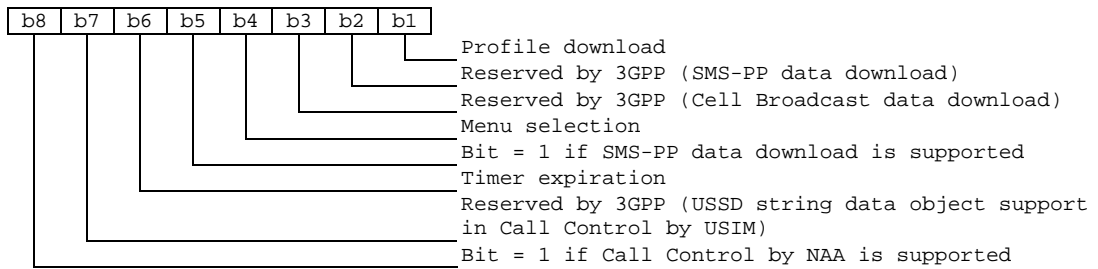 b8 b7 b6 b5 b4 b3 b2 b1
Profile download
Reserved by 3GPP (SMS-PP data download)
Reserved by 3GPP (Cell Broadcast data download)
Menu selection
Bit = 1 if SMS-PP data download is supported
Timer expiration
Reserved by 3GPP (USSD string data object support
in Call Control by USIM)
Bit = 1 if Call Control by NAA is supported